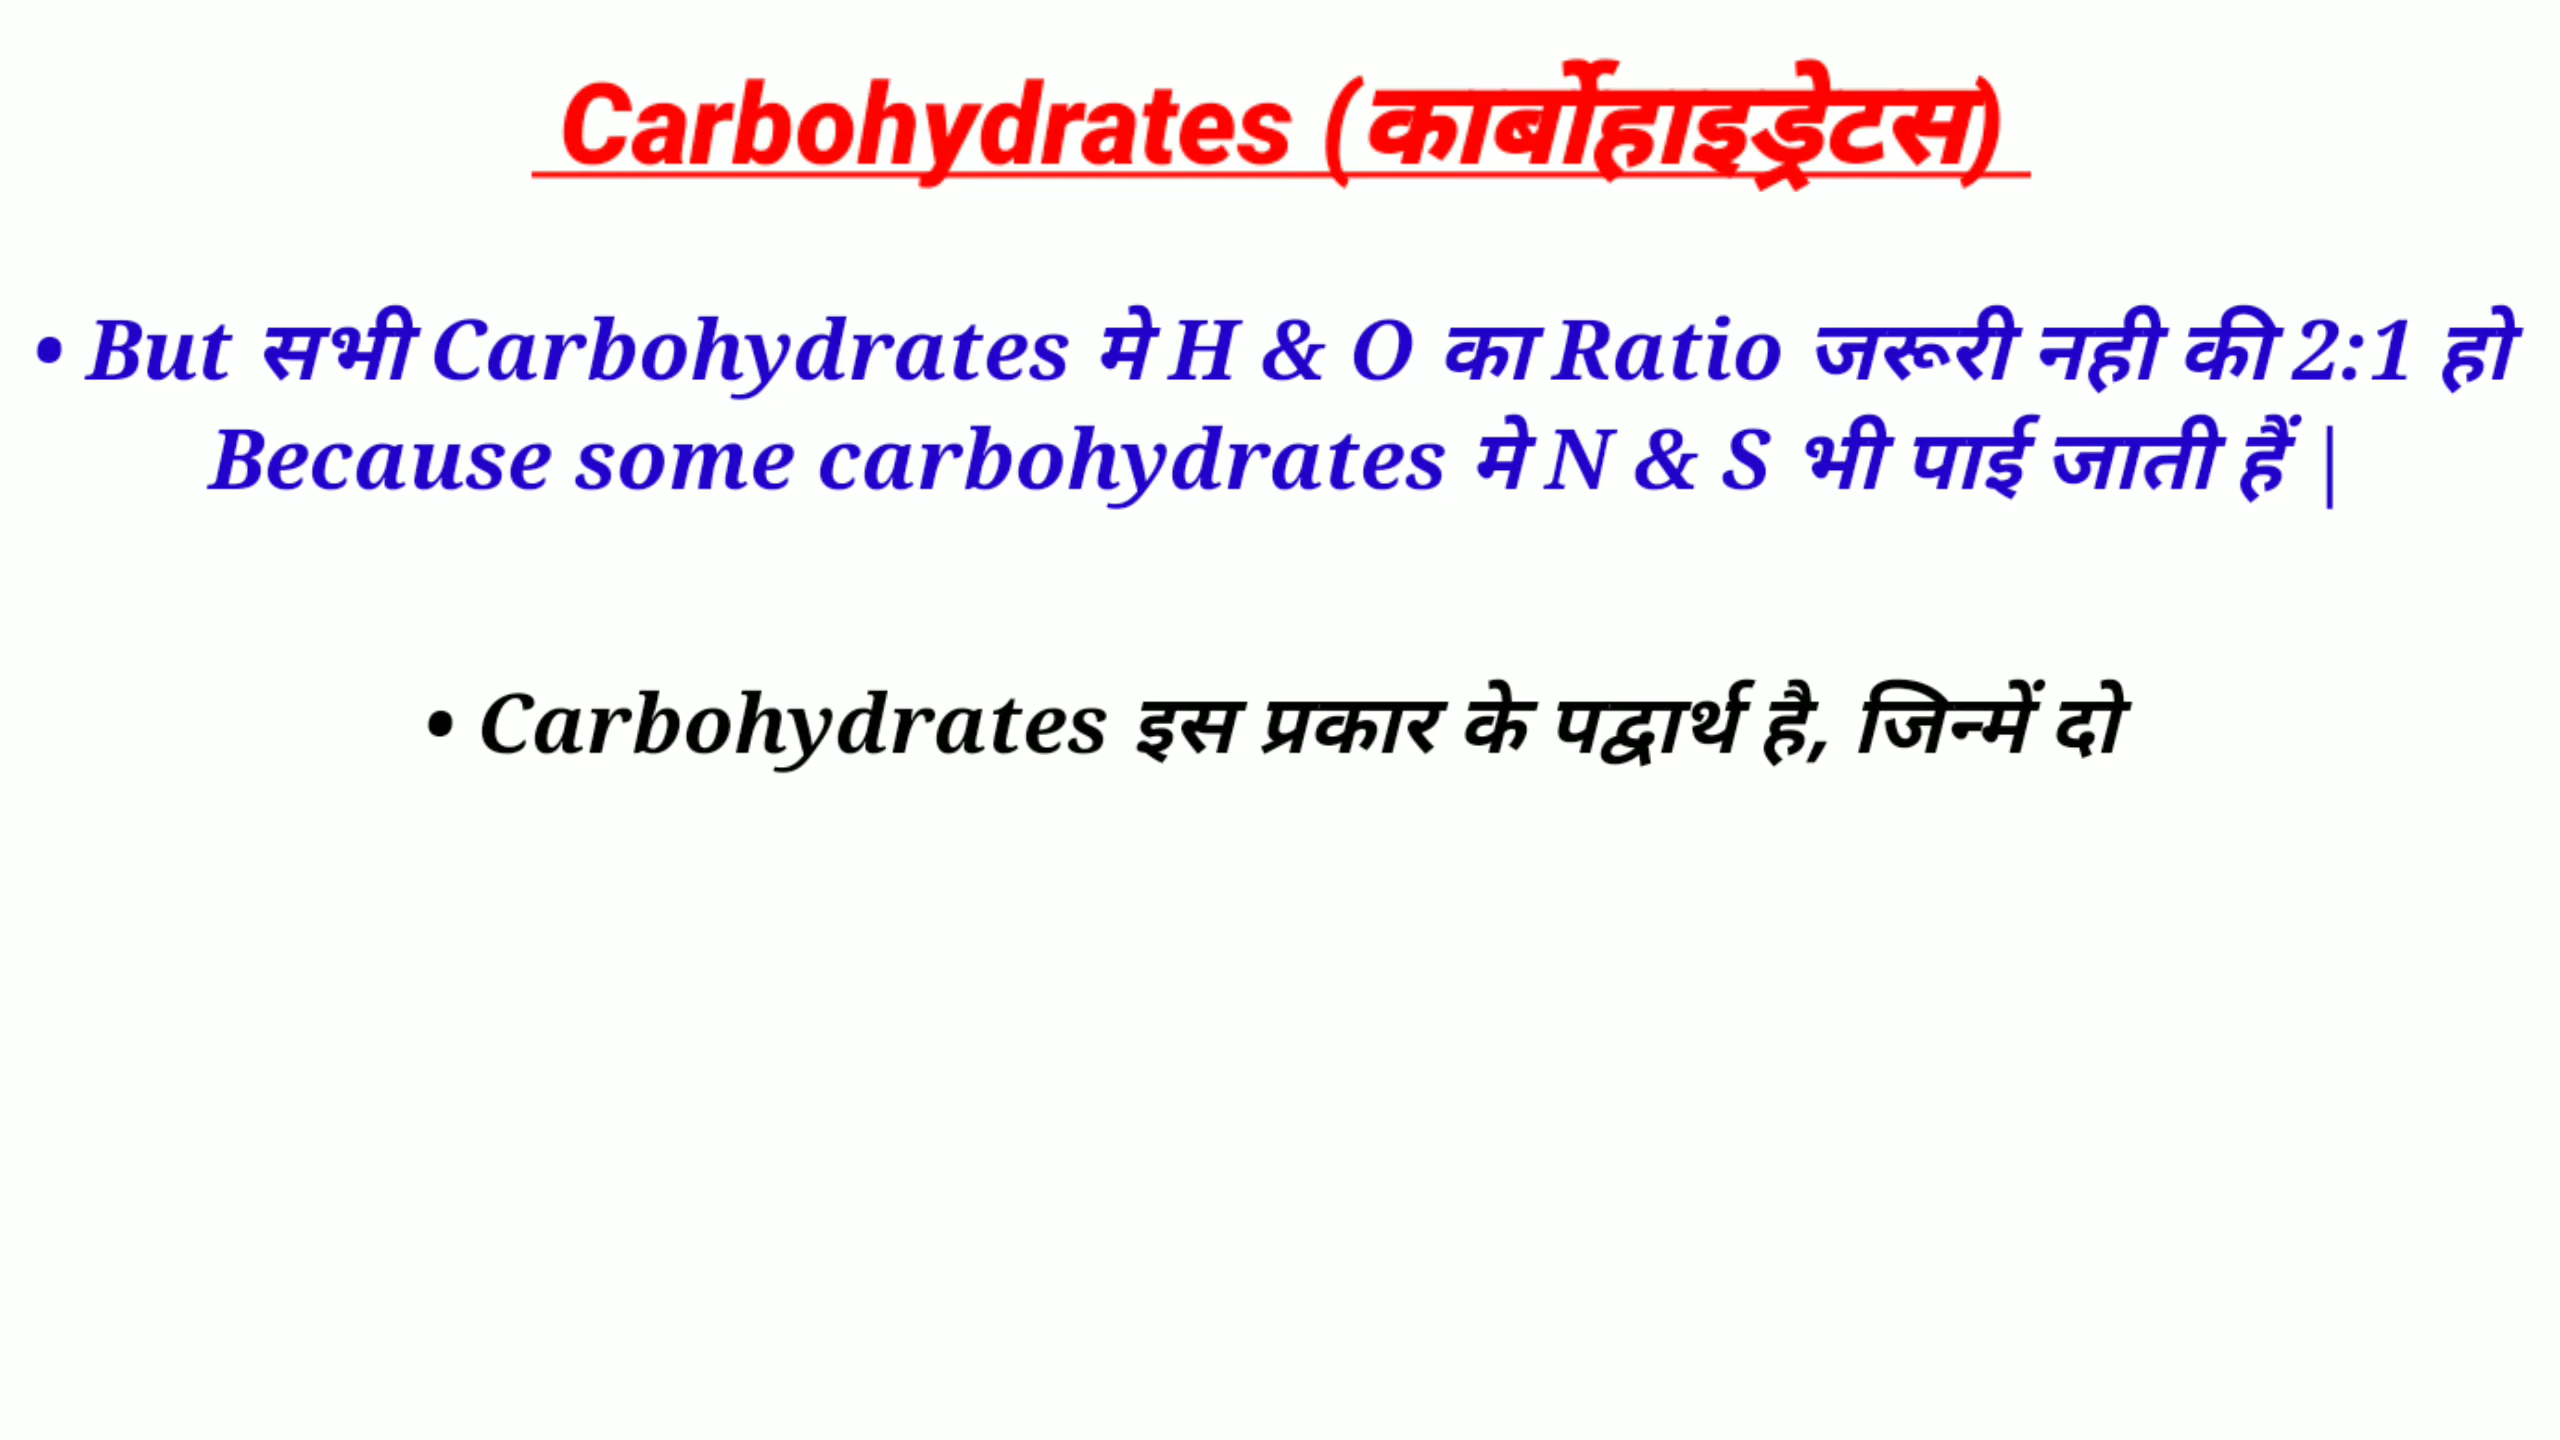 Carbohydrates (कार्बोहाइड्रेटस)
• But सभी Carbohydrates मे H & O का Ratio जरूरी नही की 2:1 हो
Because some carbohydrates मे N & S भी पाई जाती हैं |
• Carbohydrates इस प्रकार के पद्वार्थ है, जिन्में दो